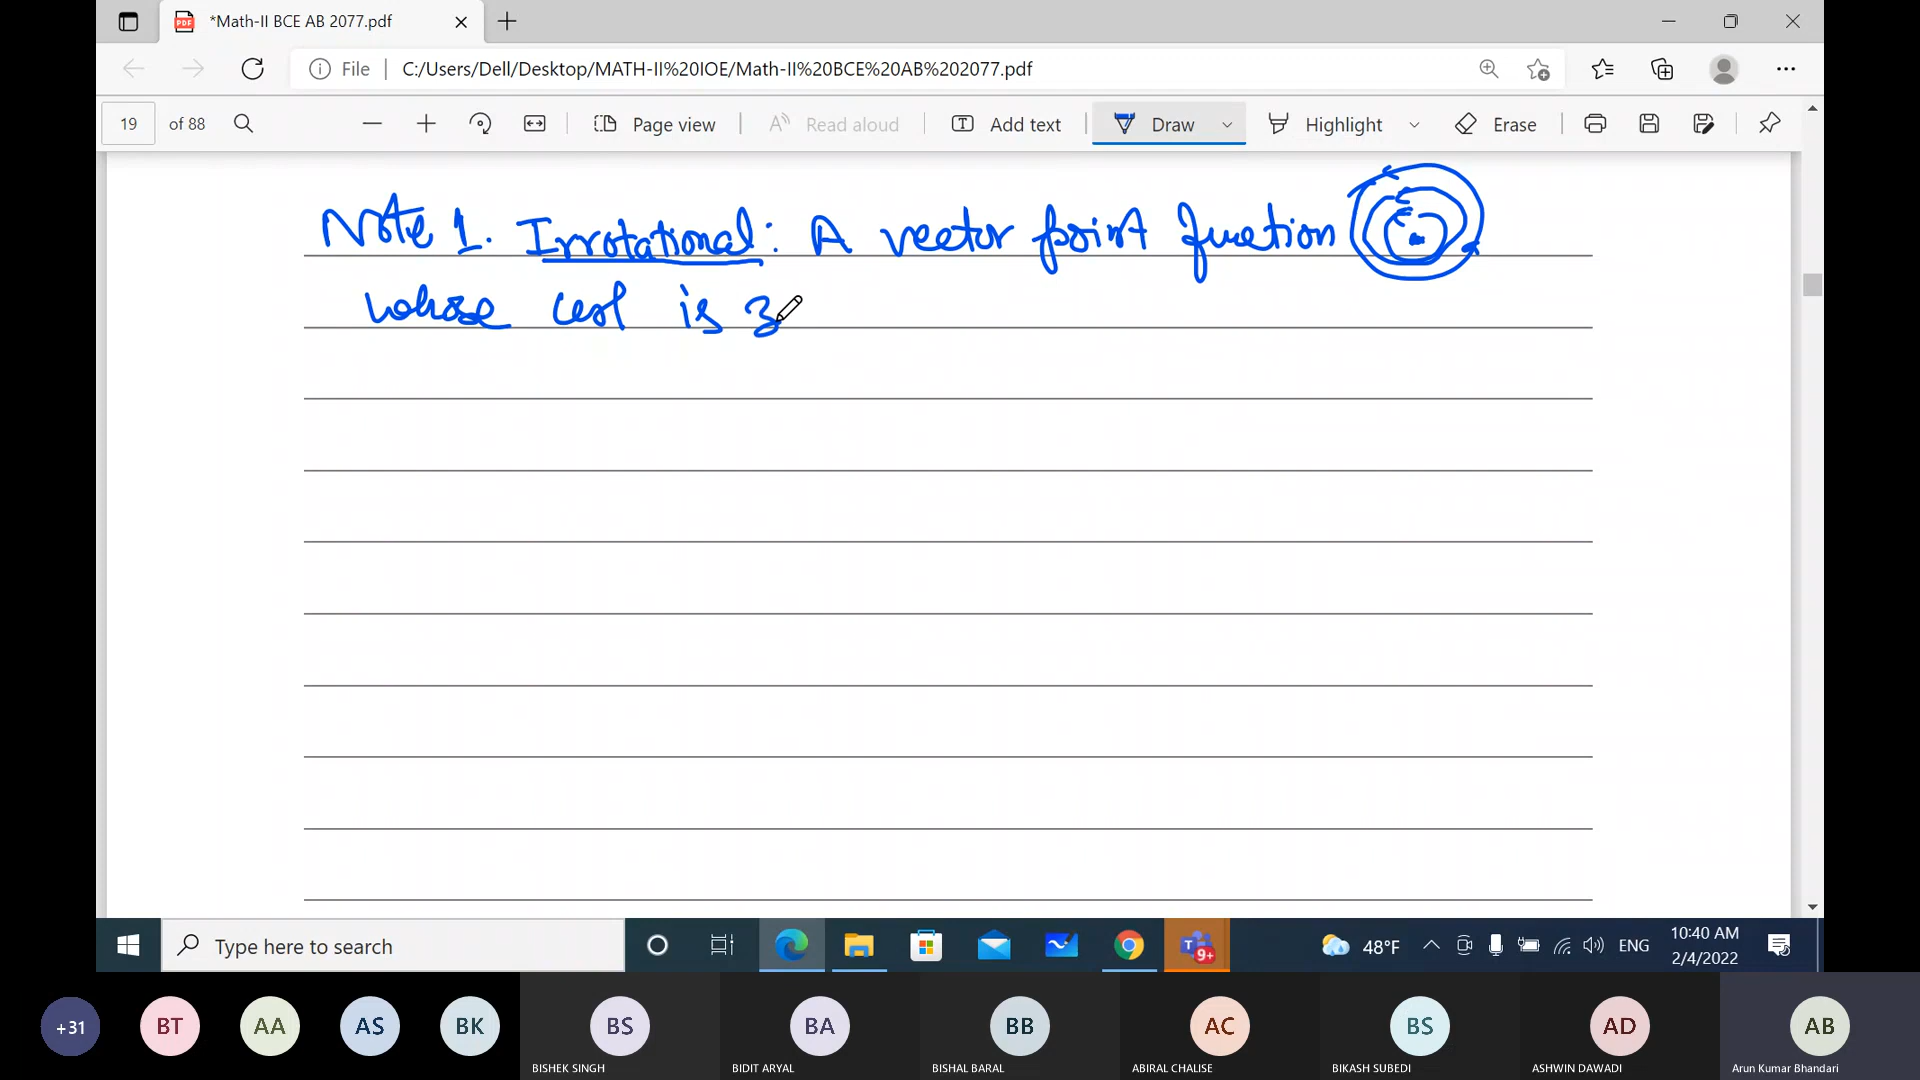 *Math-II BCE AB 2077.pdf
File C:/Users/Dell/Desktop/MATH-II%20IOE/Math-II%20BCE%20AB%202077.pdf
19 of 88 Page view Read aloud Add text Draw Highlight Erase
Note 1. Irrotational: A vector point function
whose curl is z
Type here to search 9+ 48°F ENG 10:40 AM
2/4/2022
+31 BT AA AS BK BS BA BB AC BS AD AB
BISHEK SINGH BIDIT ARYAL BISHAL BARAL ABIRAL CHALISE BIKASH SUBEDI ASHWIN DAWADI Arun Kumar Bhandari